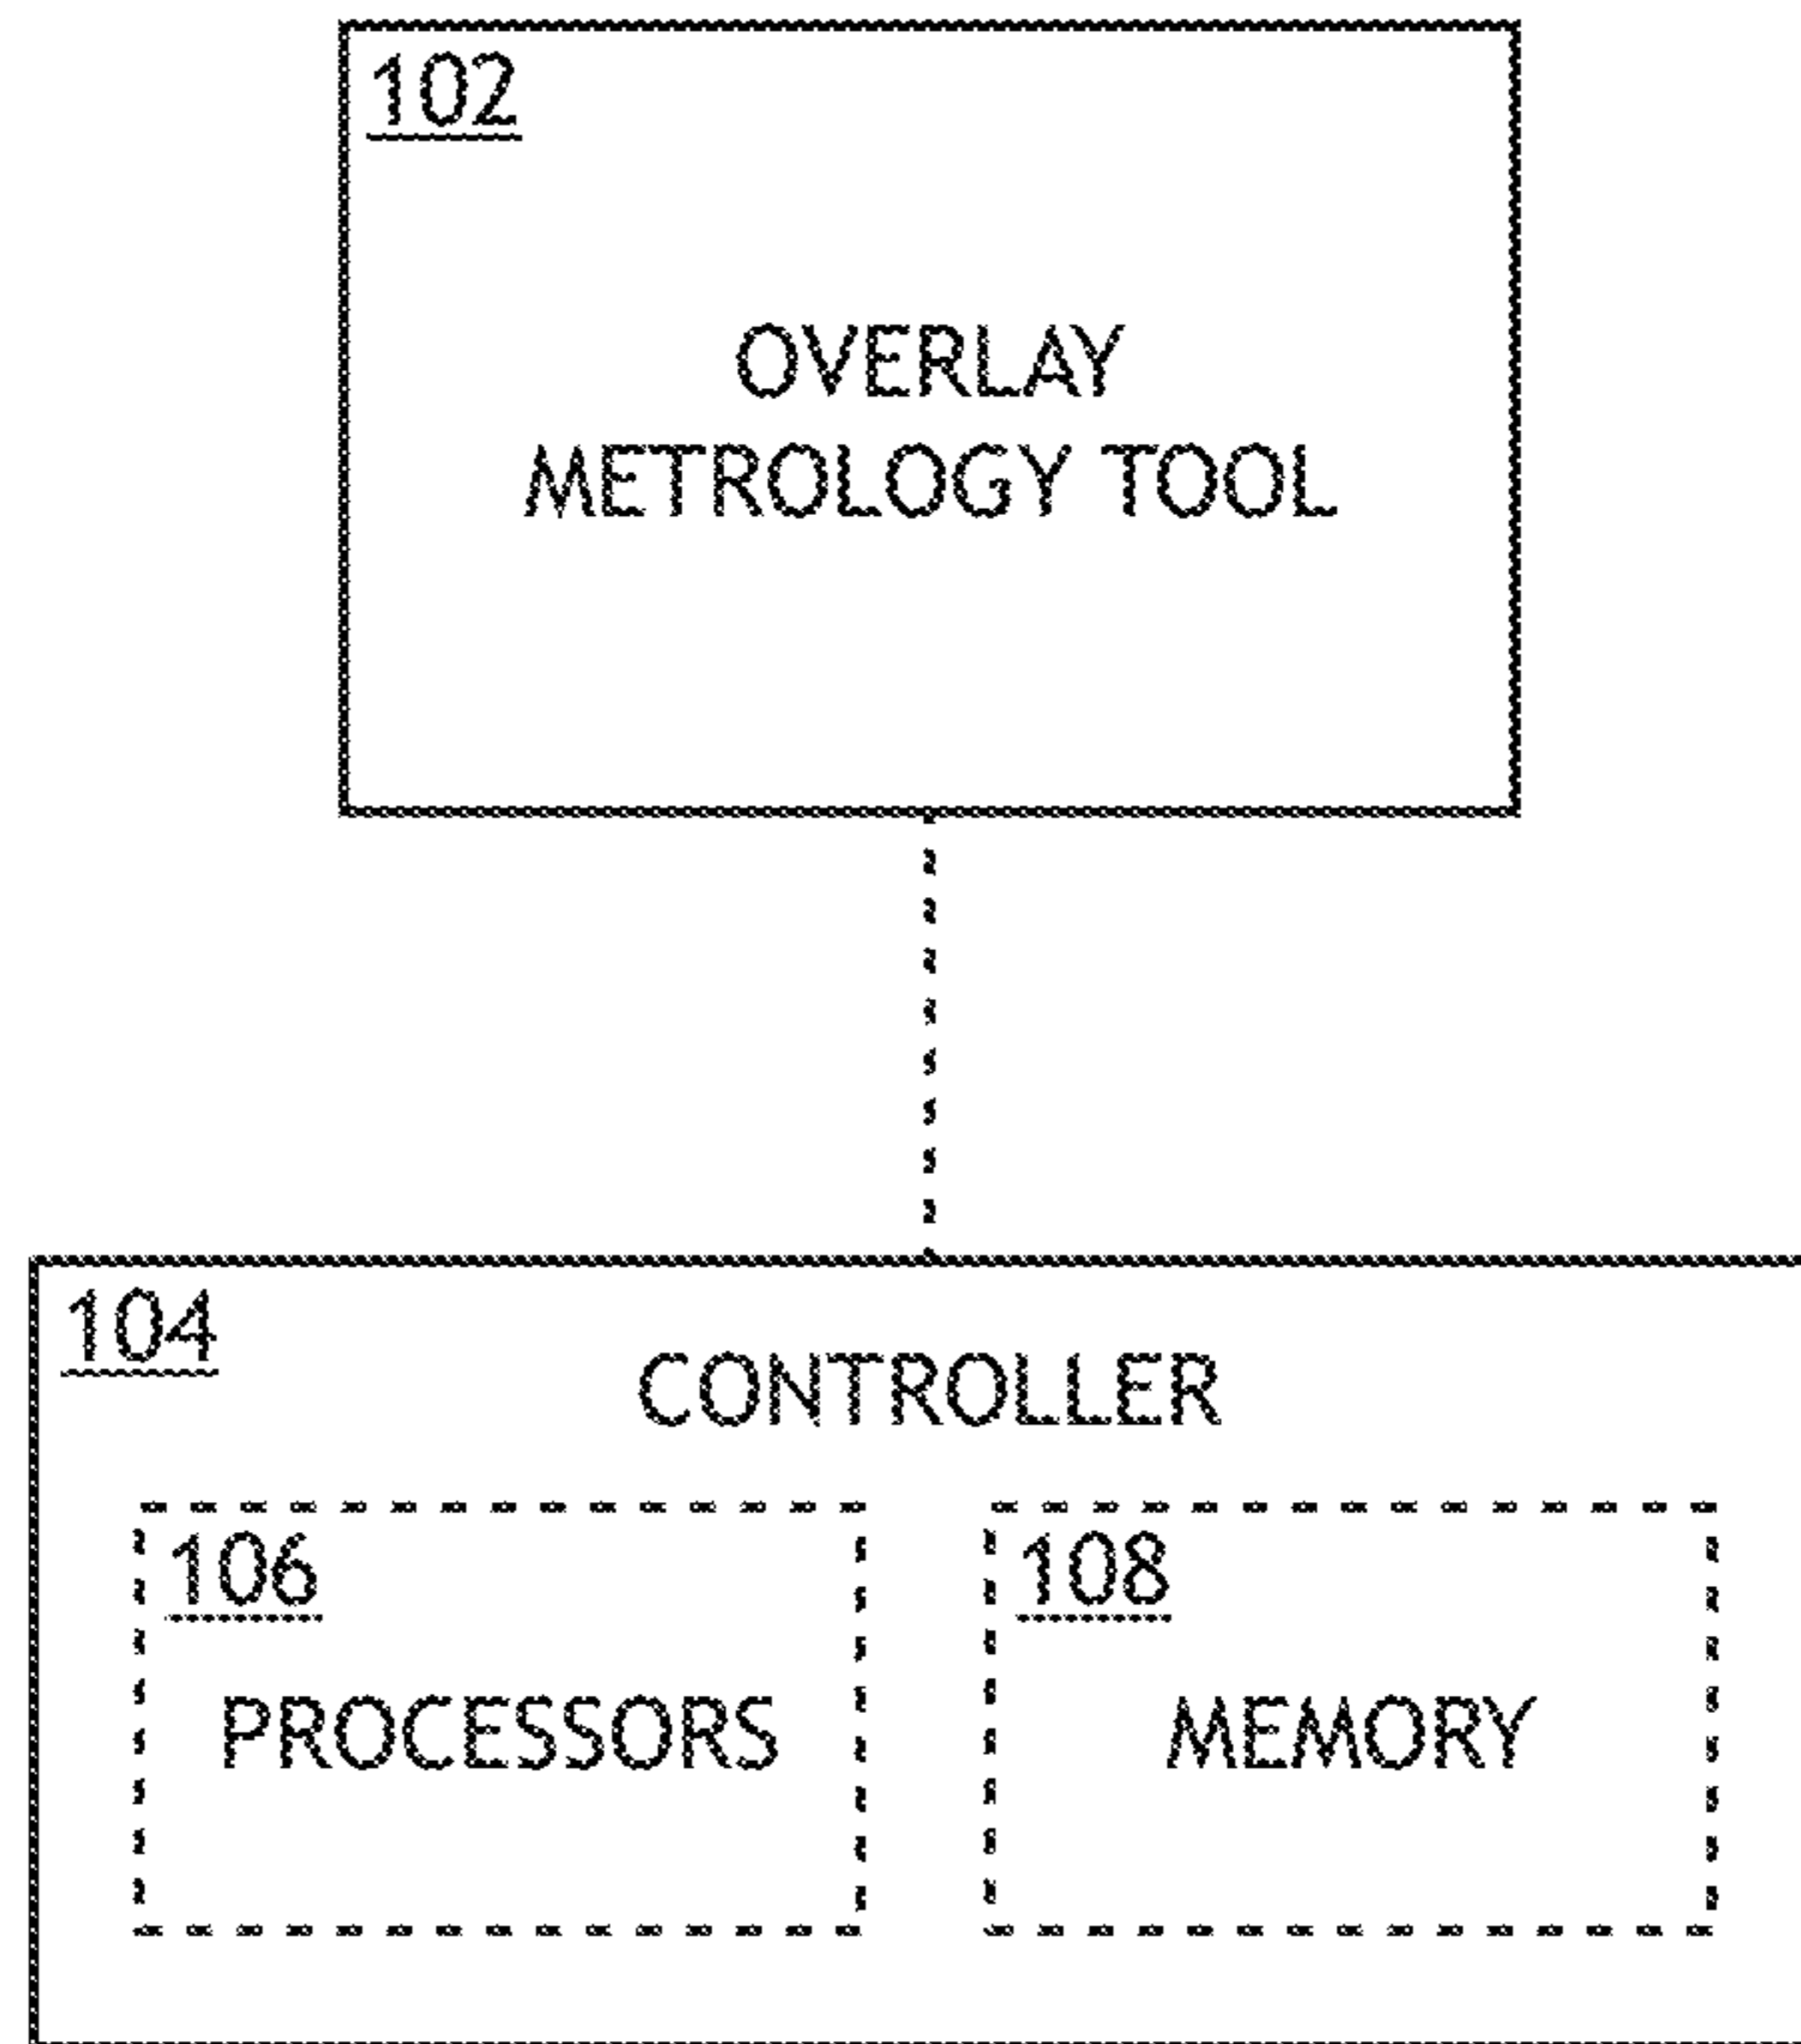 102
OVERLAY
METROLOGY TOOL
104
CONTROLLER
106
108
PROCESSORS
MEMORY